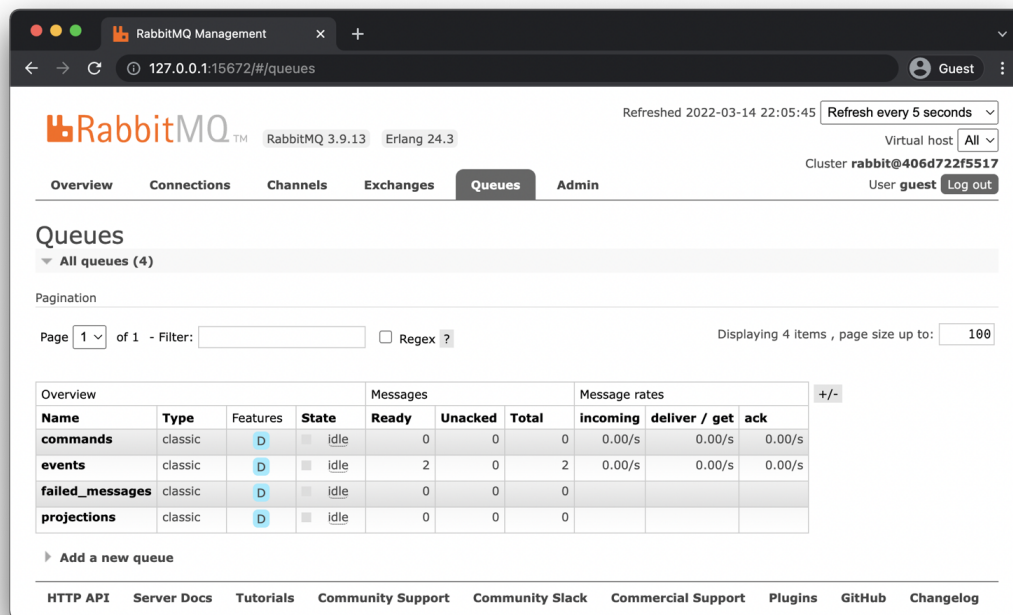 RabbitMQ Management
127.0.0.1:15672/#/queues
Guest
Refreshed 2022-03-14 22:05:45 Refresh every 5 seconds
RabbitMQ TM RabbitMQ 3.9.13 Erlang 24.3
Virtual host All
Cluster rabbit@406d722f5517
User guest Log out
Overview Connections Channels Exchanges Queues Admin
Queues
All queues (4)
Pagination
Page 1 of 1 - Filter: Regex ? Displaying 4 items , page size up to: 100
Overview Messages Message rates +/-
Name Type Features State Ready Unacked Total incoming deliver / get ack
commands classic D idle 0 0 0 0.00/s 0.00/s 0.00/s
events classic D idle 2 0 2 0.00/s 0.00/s 0.00/s
failed_messages classic D idle 0 0 0
projections classic D idle 0 0 0
Add a new queue
HTTP API Server Docs Tutorials Community Support Community Slack Commercial Support Plugins GitHub Changelog